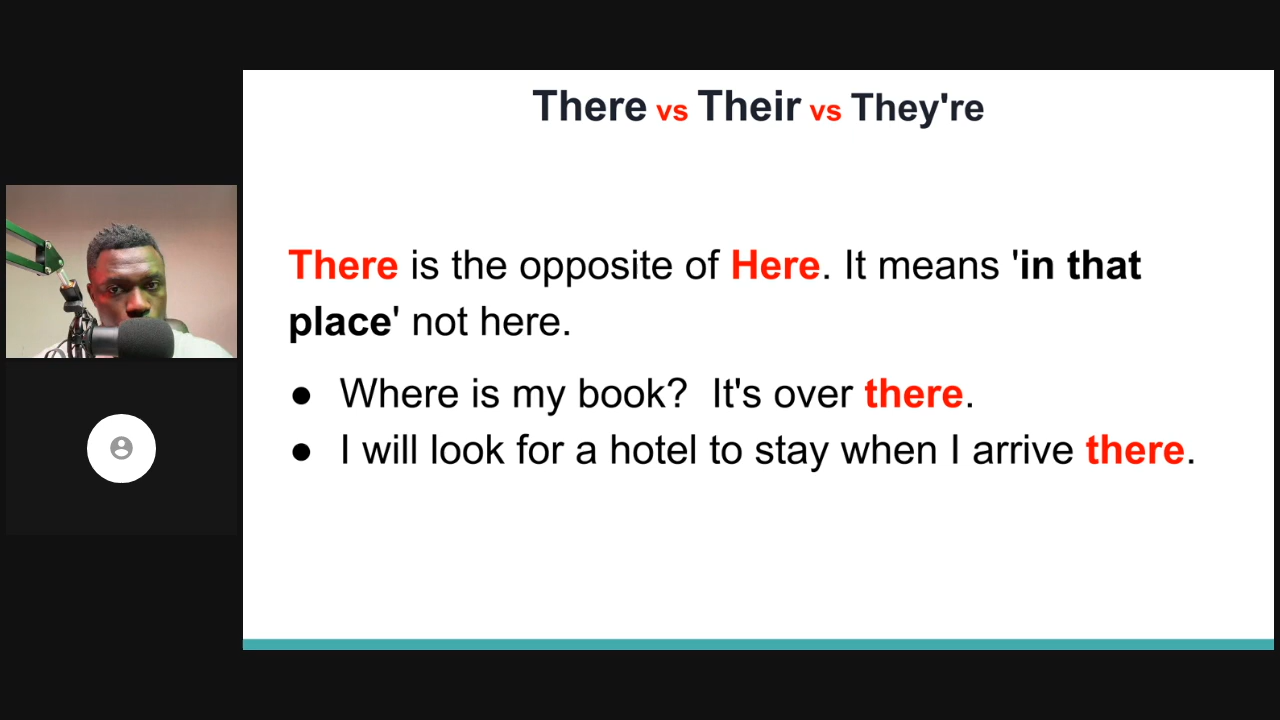 There vs Their vs They're
There is the opposite of Here. It means 'in that
place' not here.
● Where is my book?  It's over there.
● I will look for a hotel to stay when I arrive there.